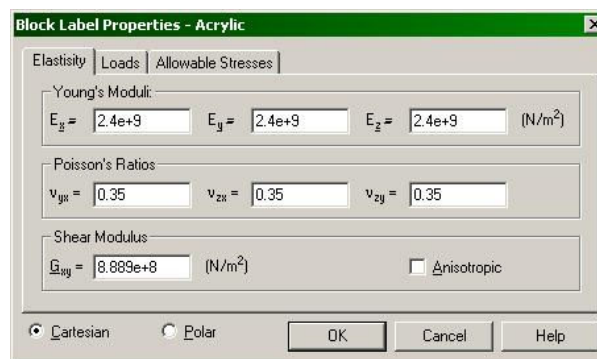 Block Label Properties - Acrylic
Elastisity Loads Allowable Stresses
Young's Moduli:
Ex = 2.4e+9 Ey = 2.4e+9 Ez = 2.4e+9 (N/m²)
Poisson's Ratios
νyx = 0.35 νzx = 0.35 νzy = 0.35
Shear Modulus
Gxy = 8.889e+8 (N/m²) Anisotropic
Cartesian Polar OK Cancel Help